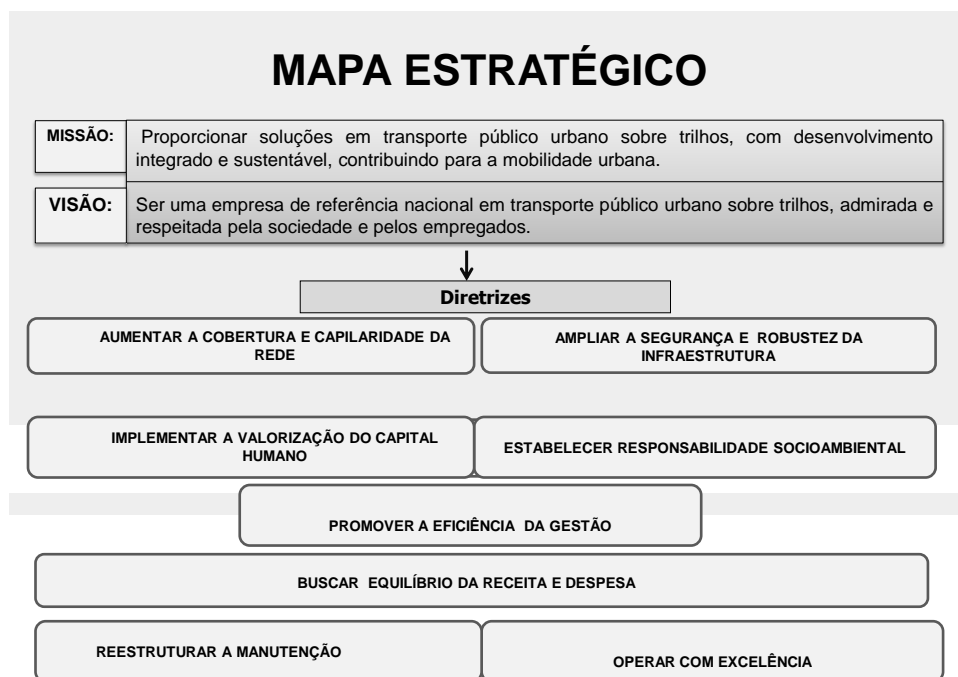 MAPA ESTRATÉGICO
MISSÃO:
Proporcionar soluções em transporte público urbano sobre trilhos, com desenvolvimento
integrado e sustentável, contribuindo para a mobilidade urbana.
VISÃO:
Ser uma empresa de referência nacional em transporte público urbano sobre trilhos, admirada e
respeitada pela sociedade e pelos empregados.
Diretrizes
AUMENTAR A COBERTURA E CAPILARIDADE DA
REDE
AMPLIAR A SEGURANÇA E ROBUSTEZ DA
INFRAESTRUTURA
IMPLEMENTAR A VALORIZAÇÃO DO CAPITAL
HUMANO
ESTABELECER RESPONSABILIDADE SOCIOAMBIENTAL
PROMOVER A EFICIÊNCIA DA GESTÃO
BUSCAR EQUILÍBRIO DA RECEITA E DESPESA
REESTRUTURAR A MANUTENÇÃO
OPERAR COM EXCELÊNCIA